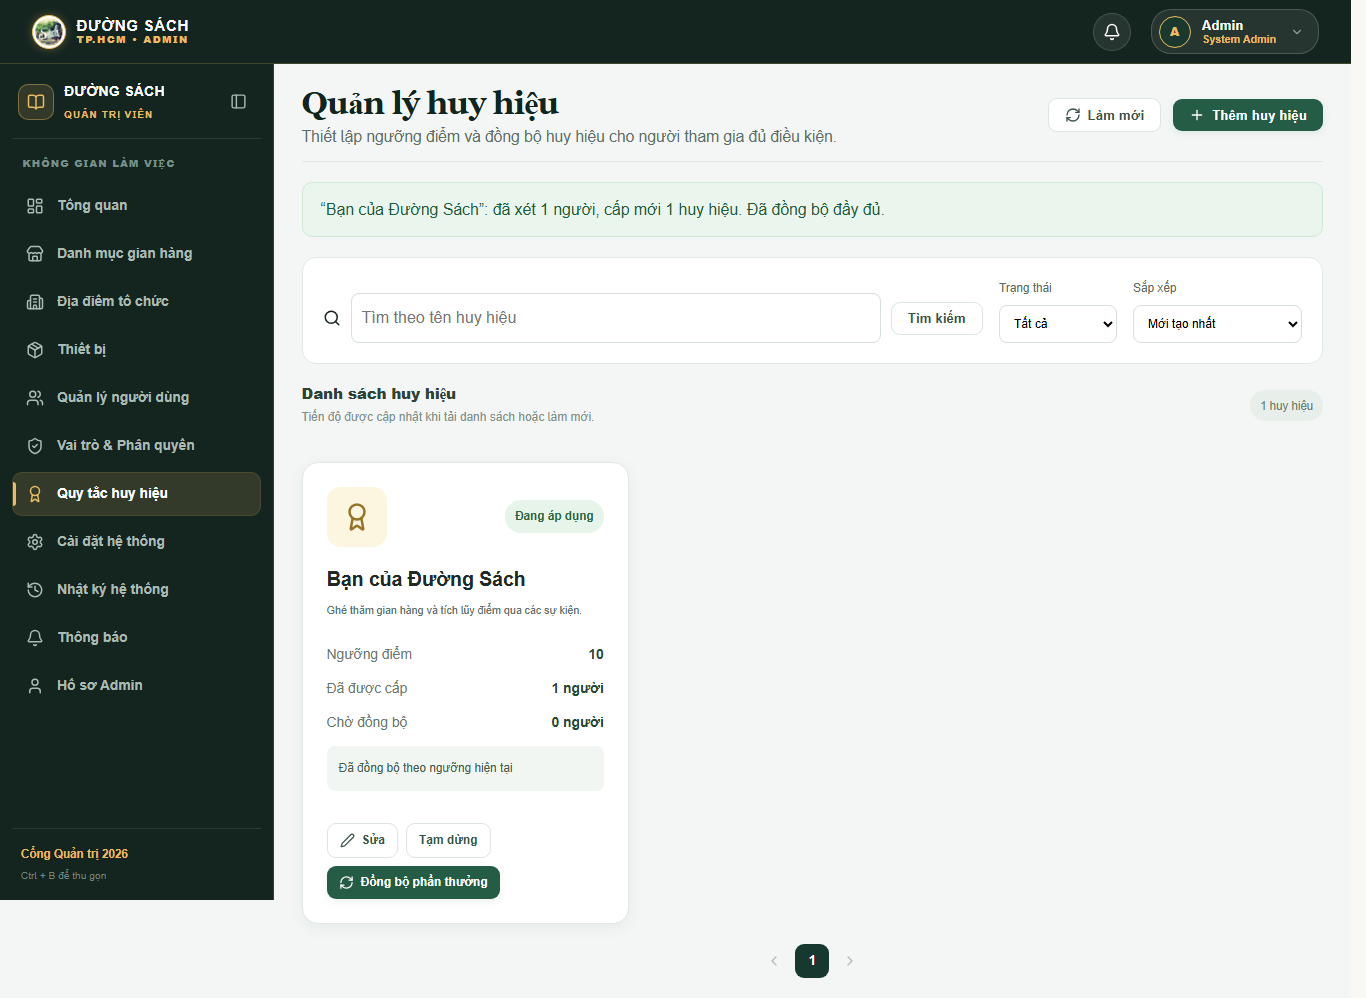 ĐƯỜNG SÁCH
TP.HCM • ADMIN
A
Admin
System Admin
ĐƯỜNG SÁCH
QUẢN TRỊ VIÊN
KHÔNG GIAN LÀM VIỆC
Tổng quan
Danh mục gian hàng
Địa điểm tổ chức
Thiết bị
Quản lý người dùng
Vai trò & Phân quyền
Quy tắc huy hiệu
Cài đặt hệ thống
Nhật ký hệ thống
Thông báo
Hồ sơ Admin
Cổng Quản trị 2026
Ctrl + B để thu gọn
Quản lý huy hiệu
Thiết lập ngưỡng điểm và đồng bộ huy hiệu cho người tham gia đủ điều kiện.
Làm mới
Thêm huy hiệu
“Bạn của Đường Sách”: đã xét 1 người, cấp mới 1 huy hiệu. Đã đồng bộ đầy đủ.
Tìm theo tên huy hiệu
Tìm kiếm
Trạng thái
Tất cả
Sắp xếp
Mới tạo nhất
Danh sách huy hiệu
Tiến độ được cập nhật khi tải danh sách hoặc làm mới.
1 huy hiệu
Đang áp dụng
Bạn của Đường Sách
Ghé thăm gian hàng và tích lũy điểm qua các sự kiện.
Ngưỡng điểm 10
Đã được cấp 1 người
Chờ đồng bộ 0 người
Đã đồng bộ theo ngưỡng hiện tại
Sửa
Tạm dừng
Đồng bộ phần thưởng
1